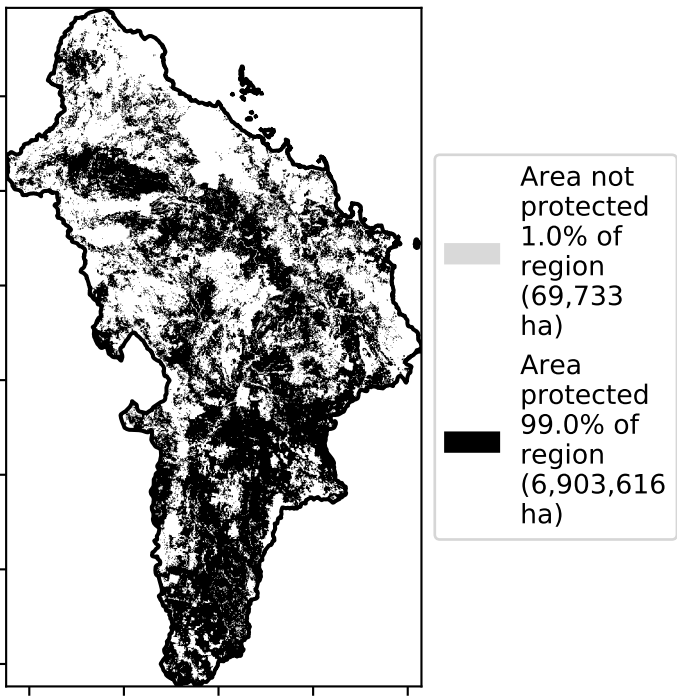 Area not
protected
1.0% of
region
(69,733
ha)
Area
protected
99.0% of
region
(6,903,616
ha)